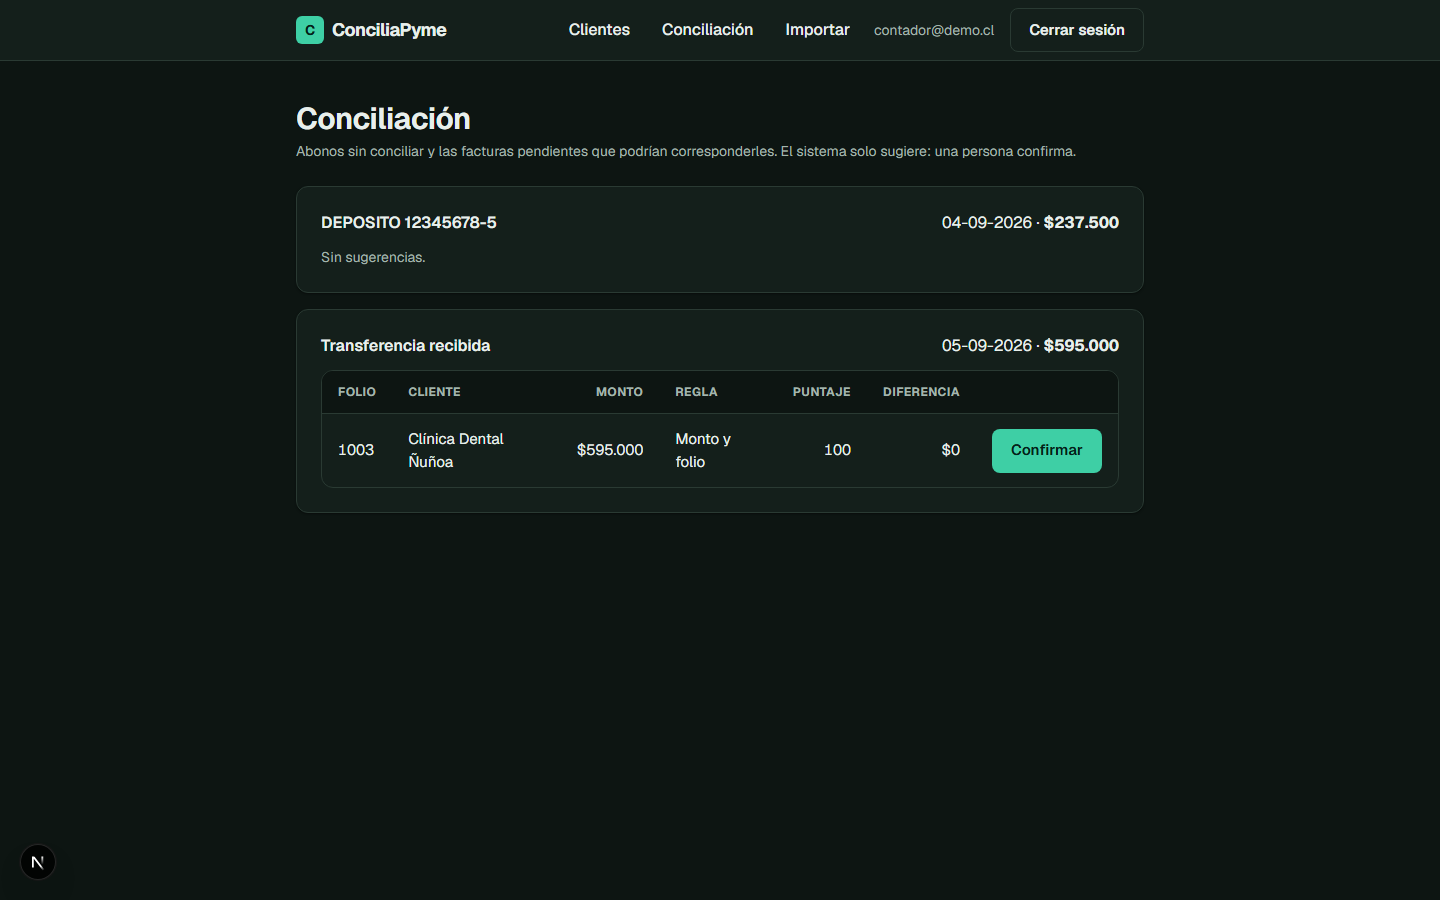 C ConciliaPyme Clientes Conciliación Importar contador@demo.cl Cerrar sesión
Conciliación
Abonos sin conciliar y las facturas pendientes que podrían corresponderles. El sistema solo sugiere: una persona confirma.
DEPOSITO 12345678-5 04-09-2026 · $237.500
Sin sugerencias.
Transferencia recibida 05-09-2026 · $595.000
FOLIO CLIENTE MONTO REGLA PUNTAJE DIFERENCIA
1003 Clínica Dental Ñuñoa $595.000 Monto y folio 100 $0 Confirmar
N